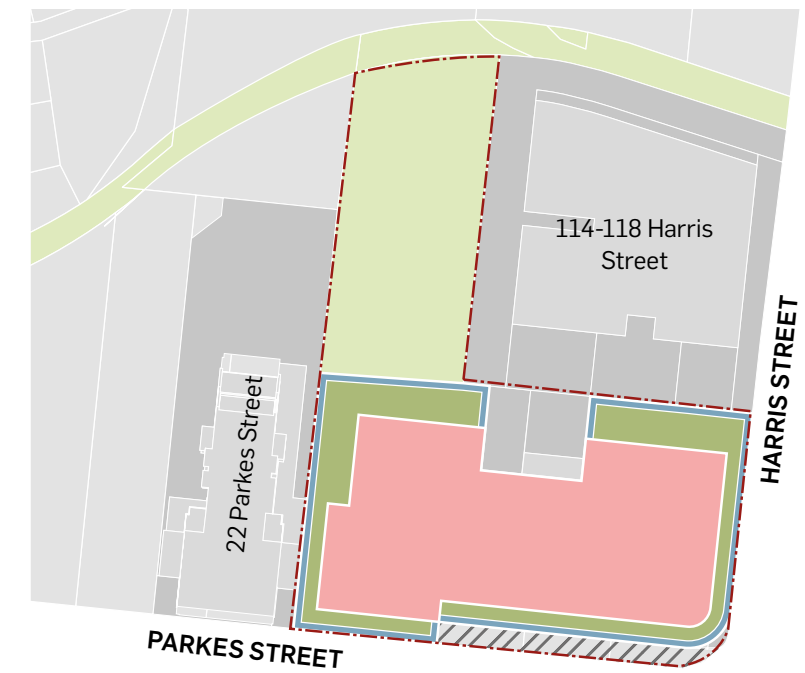 114-118 Harris
Street
HARRIS STREET
22 Parkes Street
PARKES STREET